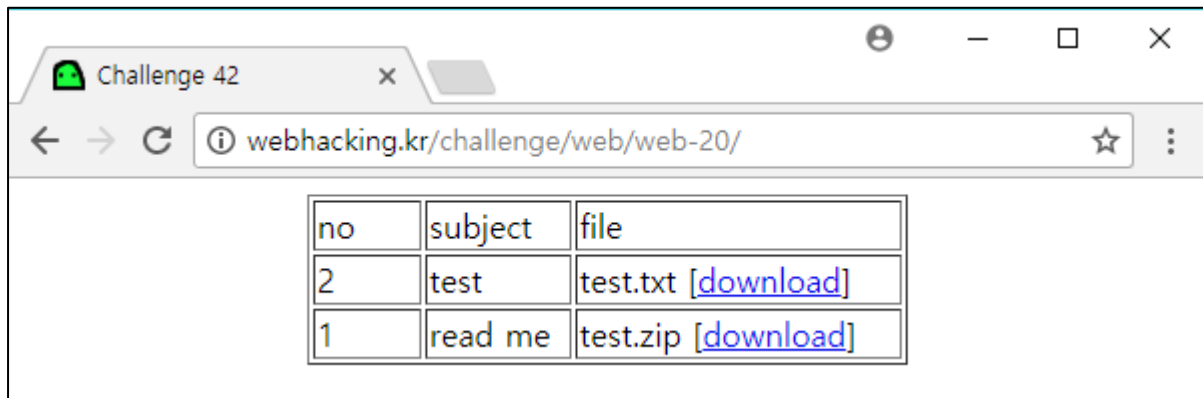 Challenge 42
webhacking.kr/challenge/web/web-20/
no subject file
2 test test.txt [download]
1 read me test.zip [download]